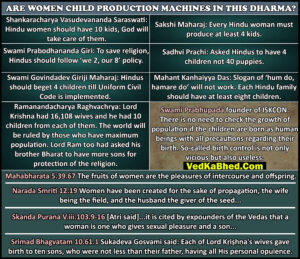 ARE WOMEN CHILD PRODUCTION MACHINES IN THIS DHARMA?
Shankaracharya Vasudevananda Saraswati:
Hindu women should have 10 kids, God will
take care of them.
Sakshi Maharaj: Every Hindu woman must
produce at least 4 kids.
Swami Prabodhananda Giri: To save religion,
Hindus should follow 'we 2, our 8' policy.
Sadhvi Prachi: Asked Hindus to have 4
children not 40 puppies.
Swami Govindadev Giriji Maharaj: Hindus
should beget 4 children till Uniform Civil
Code is implemented.
Mahant Kanhaiyya Das: Slogan of 'hum do,
hamare do' will not work. Each Hindu family
should have at least eight children
Ramanandacharya Raghvachrya: Lord
Krishna had 16,108 wives and he had 10
children from each of them. The world will
be ruled by those who have maximum
population. Lord Ram too had asked his
brother Bharat to have more sons for
protection of the religion.
Swami Prabhupada founder of ISKCON:
There is no need to check the growth of
population if the children are born as human
beings with all precautions regarding their
birth. So-called birth control is not only
vicious but also useless.
VedKaBhed.Com
Mahabharata 5.39.67 The fruits of women are the pleasures of intercourse and offspring.
Narada Smriti 12.19 Women have been created for the sake of propagation, the wife
being the field, and the husband the giver of the seed...
Skanda Purana V.iii.103.9-16 [Atri said]...it is cited by expounders of the Vedas that a
woman is one who gives sexual pleasure and a son...
Srimad Bhagvatam 10.61.1 Sukadeva Gosvami said: Each of Lord Krishna's wives gave
birth to ten sons, who were not less than their father, having all His personal opulence.